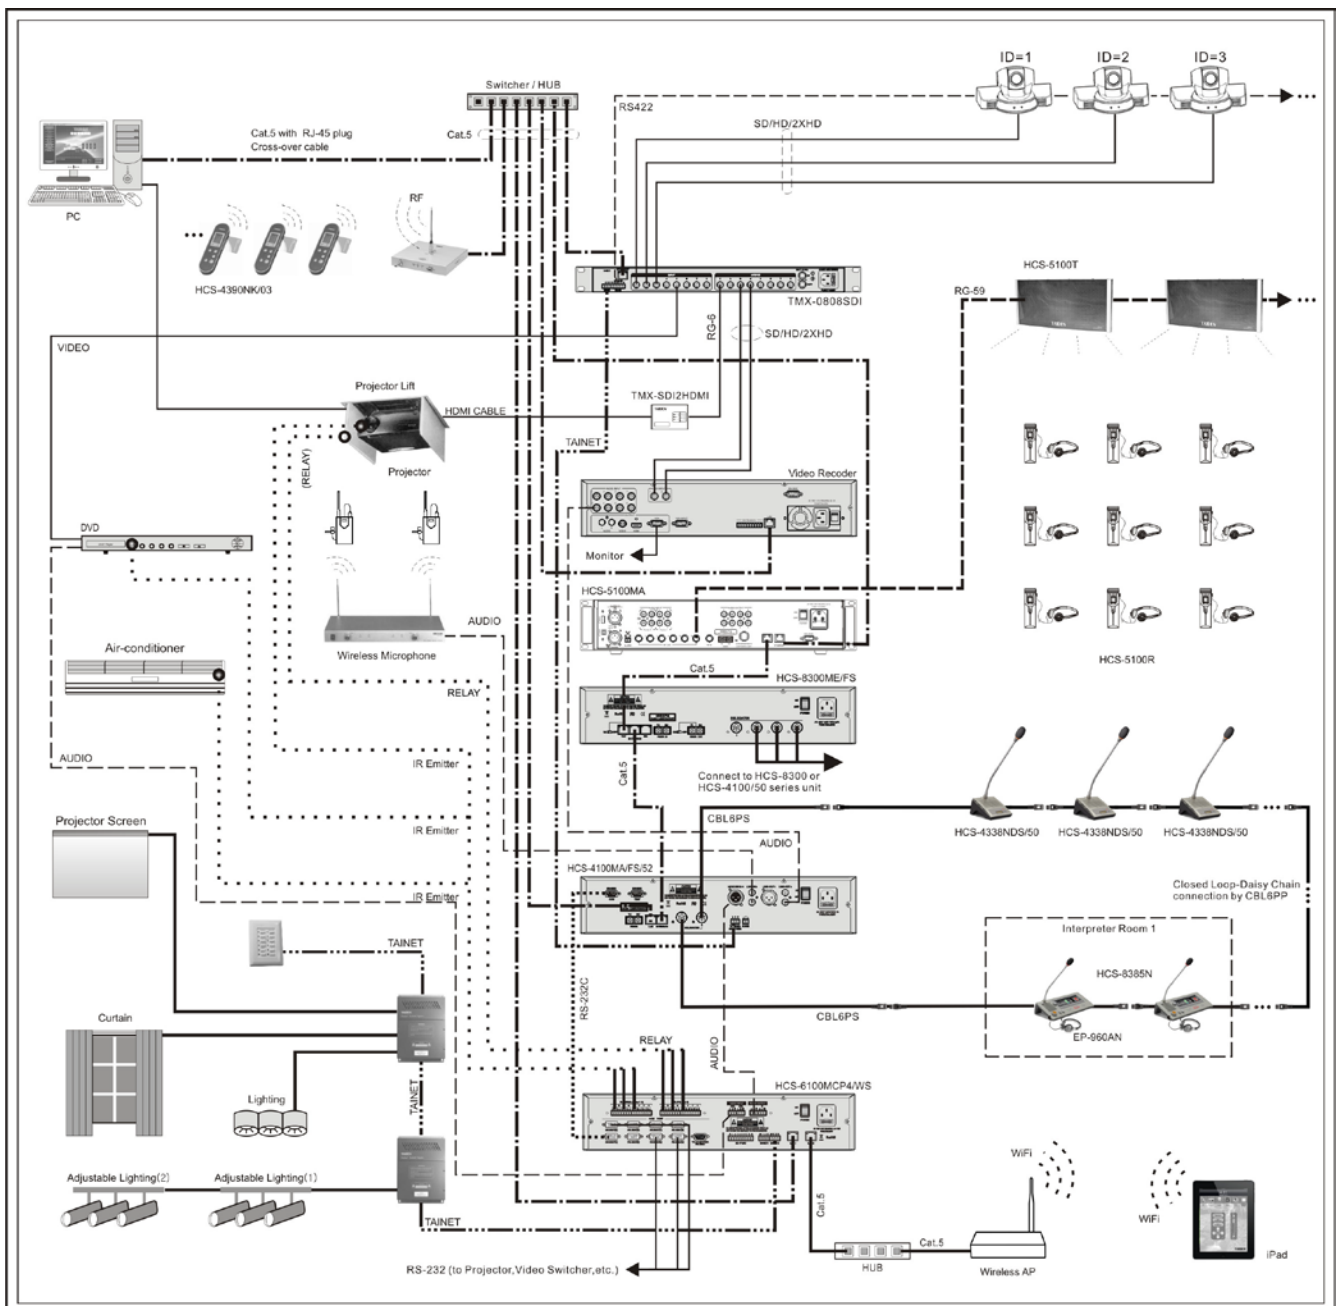 ID=1
ID=2
ID=3
Switcher / HUB
RS422
SD/HD/2XHD
Cat.5 with RJ-45 plug
Cross-over cable
Cat.5
PC
RF
HCS-4390NK/03
TMX-0808SDI
HCS-5100T
RG-59
VIDEO
RG-6
SD/HD/2XHD
Projector Lift
HDMI CABLE
TMX-SDI2HDMI
TAINET
(RELAY)
Projector
Video Recoder
DVD
Monitor
HCS-5100MA
AUDIO
Wireless Microphone
Air-conditioner
Cat.5
HCS-5100R
RELAY
HCS-8300ME/FS
AUDIO
IR Emitter
Cat.5
Connect to HCS-8300 or
HCS-4100/50 series unit
Projector Screen
IR Emitter
CBL6PS
HCS-4338NDS/50
HCS-4338NDS/50
HCS-4338NDS/50
AUDIO
HCS-4100MA/FS/52
IR Emitter
Closed Loop-Daisy Chain
connection by CBL6PP
Interpreter Room 1
TAINET
HCS-8385N
RS-232C
CBL6PS
EP-960AN
Curtain
RELAY
AUDIO
HCS-6100MCP4/WS
Lighting
TAINET
WiFi
Adjustable Lighting(2)
Adjustable Lighting(1)
TAINET
Cat.5
WiFi
Cat.5
iPad
RS-232 (to Projector,Video Switcher,etc.)
HUB
Wireless AP